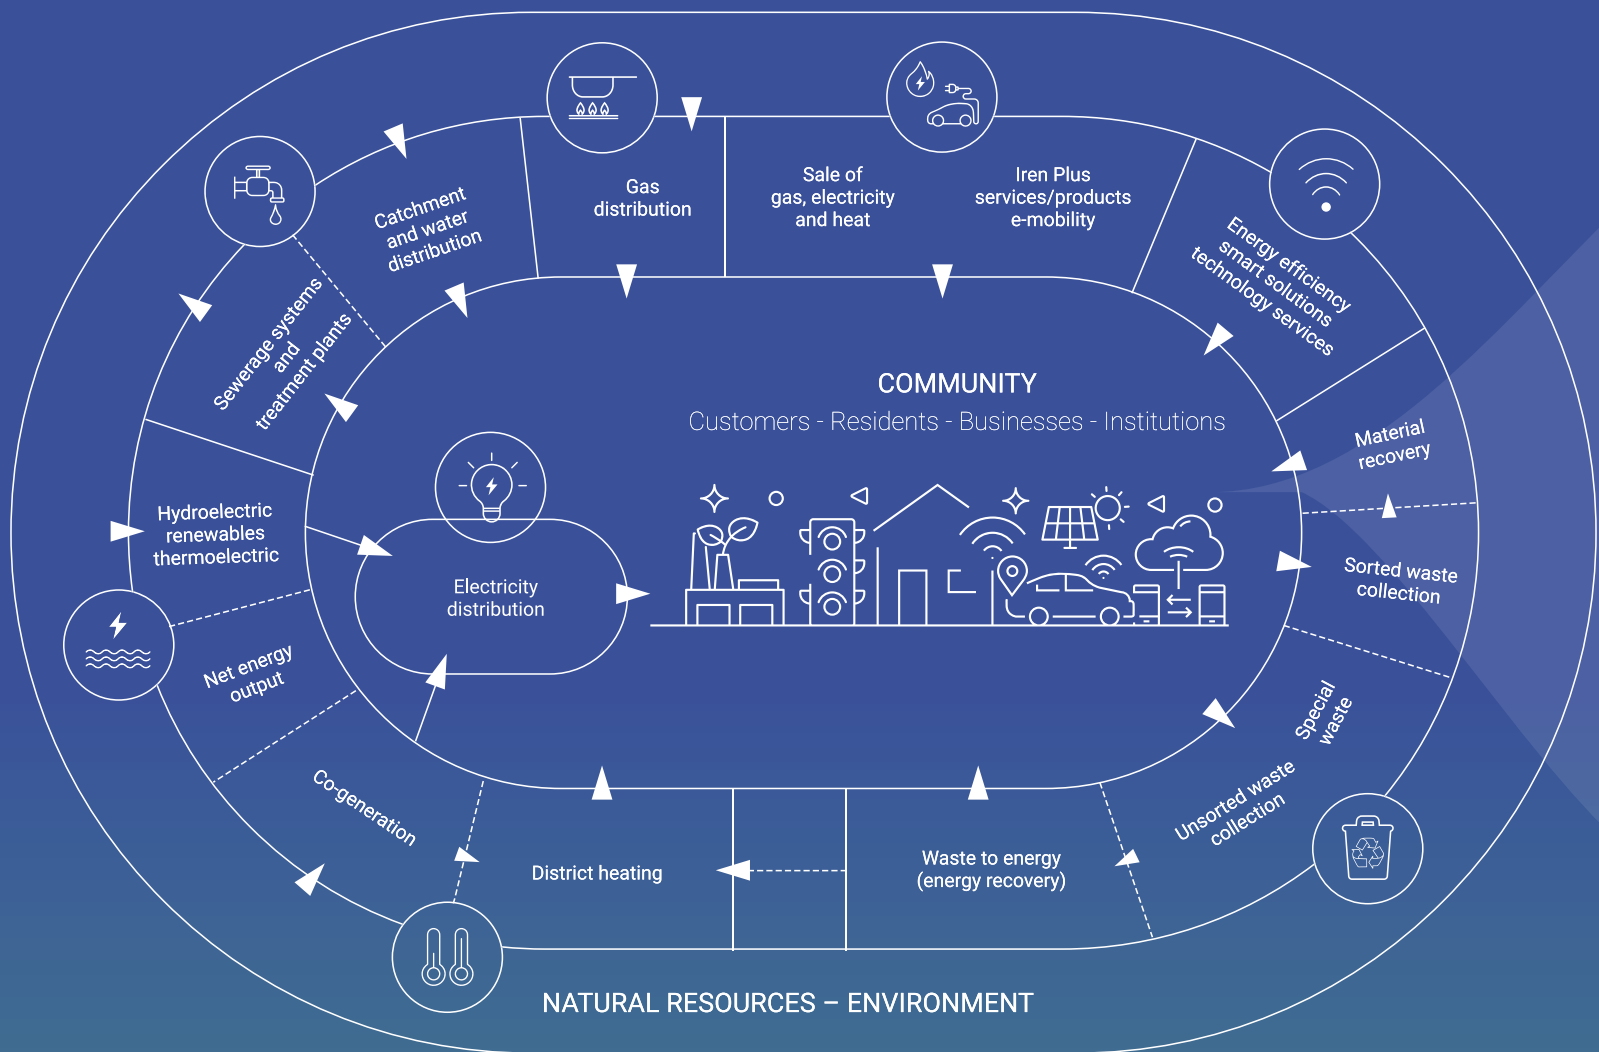 Gas
distribution
Sale of
gas, electricity
and heat
Iren Plus
services/products
e-mobility
Catchment
and water
distribution
Energy efficiency
smart solutions
technology services
Sewerage systems
and
treatment plants
COMMUNITY
Customers - Residents - Businesses - Institutions
Material
recovery
Hydroelectric
renewables
thermoelectric
Electricity
distribution
Sorted waste
collection
Net energy
output
Special
waste
Co-generation
Unsorted waste
collection
District heating
Waste to energy
(energy recovery)
NATURAL RESOURCES – ENVIRONMENT